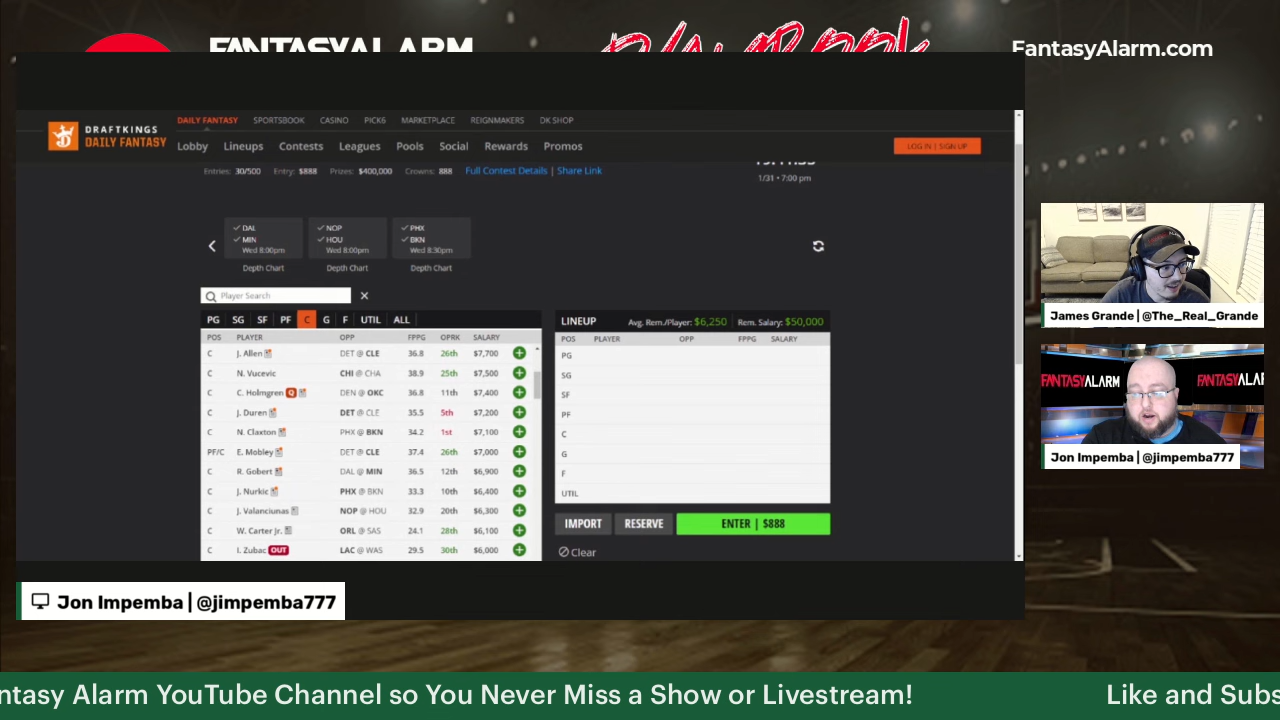 FANTASYALARM
PLAYBOOK
FantasyAlarm.com
DRAFTKINGS
DAILY FANTASY
DAILY FANTASY SPORTSBOOK CASINO PICK6 MARKETPLACE REIGNMAKERS DK SHOP
Lobby Lineups Contests Leagues Pools Social Rewards Promos
LOG IN | SIGN UP
Entries: 30/500 Entry: $888 Prizes: $400,000 Crowns: 888 Full Contest Details | Share Link
1/31 • 7:00 pm
DAL
MIN
Wed 8:00pm
Depth Chart
NOP
HOU
Wed 8:00pm
Depth Chart
PHX
BKN
Wed 8:30pm
Depth Chart
Player Search
PG SG SF PF C G F UTIL ALL
POS PLAYER OPP FPPG OPRK SALARY
C J. Allen DET @ CLE 36.8 26th $7,700
C N. Vucevic CHI @ CHA 38.9 25th $7,500
C C. Holmgren Q DEN @ OKC 36.8 11th $7,400
C J. Duren DET @ CLE 35.5 5th $7,200
C N. Claxton PHX @ BKN 34.2 1st $7,100
PF/C E. Mobley DET @ CLE 37.4 26th $7,000
C R. Gobert DAL @ MIN 36.5 12th $6,900
C J. Nurkic PHX @ BKN 33.3 10th $6,400
C J. Valanciunas NOP @ HOU 32.9 20th $6,300
C W. Carter Jr. ORL @ SAS 24.1 28th $6,100
C I. Zubac OUT LAC @ WAS 29.5 30th $6,000
LINEUP Avg. Rem./Player: $6,250 Rem. Salary: $50,000
POS PLAYER OPP FPPG SALARY
PG
SG
SF
PF
C
G
F
UTIL
IMPORT RESERVE ENTER | $888
Clear
James Grande | @The_Real_Grande
FANTASYALARM FANTASYALAR
Jon Impemba | @jimpemba777
Jon Impemba | @jimpemba777
ntasy Alarm YouTube Channel so You Never Miss a Show or Livestream! Like and Subs